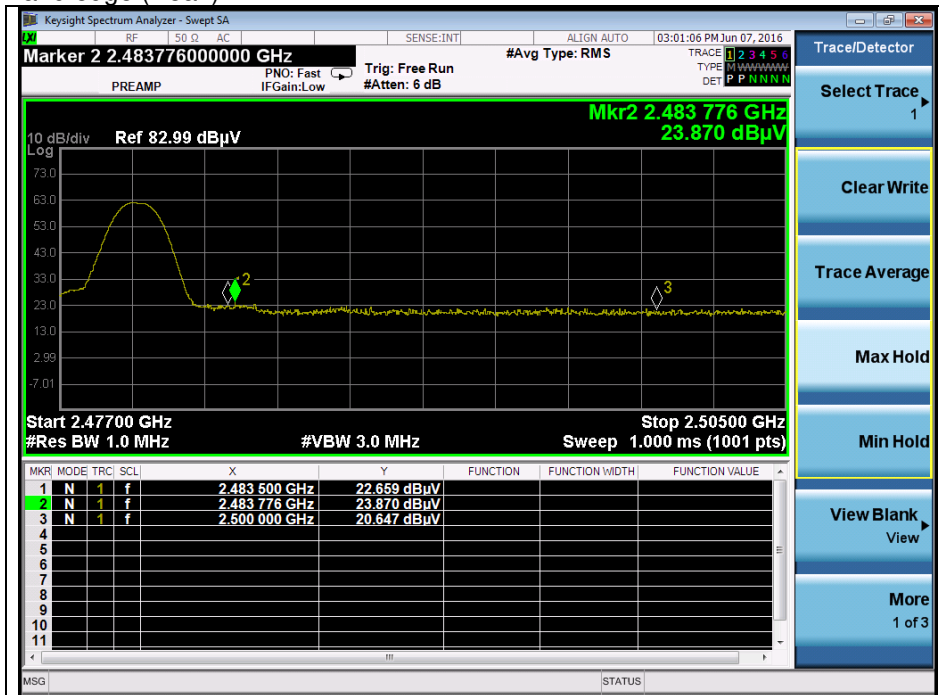 Keysight Spectrum Analyzer - Swept SA
LXI RF 50 Ω AC SENSE:INT ALIGN AUTO 03:01:06 PM Jun 07, 2016
Marker 2 2.483776000000 GHz
PREAMP
PNO: Fast
IFGain:Low
Trig: Free Run
#Atten: 6 dB
#Avg Type: RMS
TRACE 1 2 3 4 5 6
TYPE M W W W W W
DET P P N N N N
Mkr2 2.483 776 GHz
23.870 dBµV
10 dB/div Ref 82.99 dBµV
Log
73.0
63.0
53.0
43.0
33.0
23.0
13.0
2.99
-7.01
2
3
Start 2.47700 GHz Stop 2.50500 GHz
#Res BW 1.0 MHz #VBW 3.0 MHz Sweep 1.000 ms (1001 pts)
MKR MODE TRC SCL X Y FUNCTION FUNCTION WIDTH FUNCTION VALUE
1 N 1 f 2.483 500 GHz 22.659 dBµV
2 N 1 f 2.483 776 GHz 23.870 dBµV
3 N 1 f 2.500 000 GHz 20.647 dBµV
4
5
6
7
8
9
10
11
MSG STATUS
Trace/Detector
Select Trace
1
Clear Write
Trace Average
Max Hold
Min Hold
View Blank
View
More
1 of 3